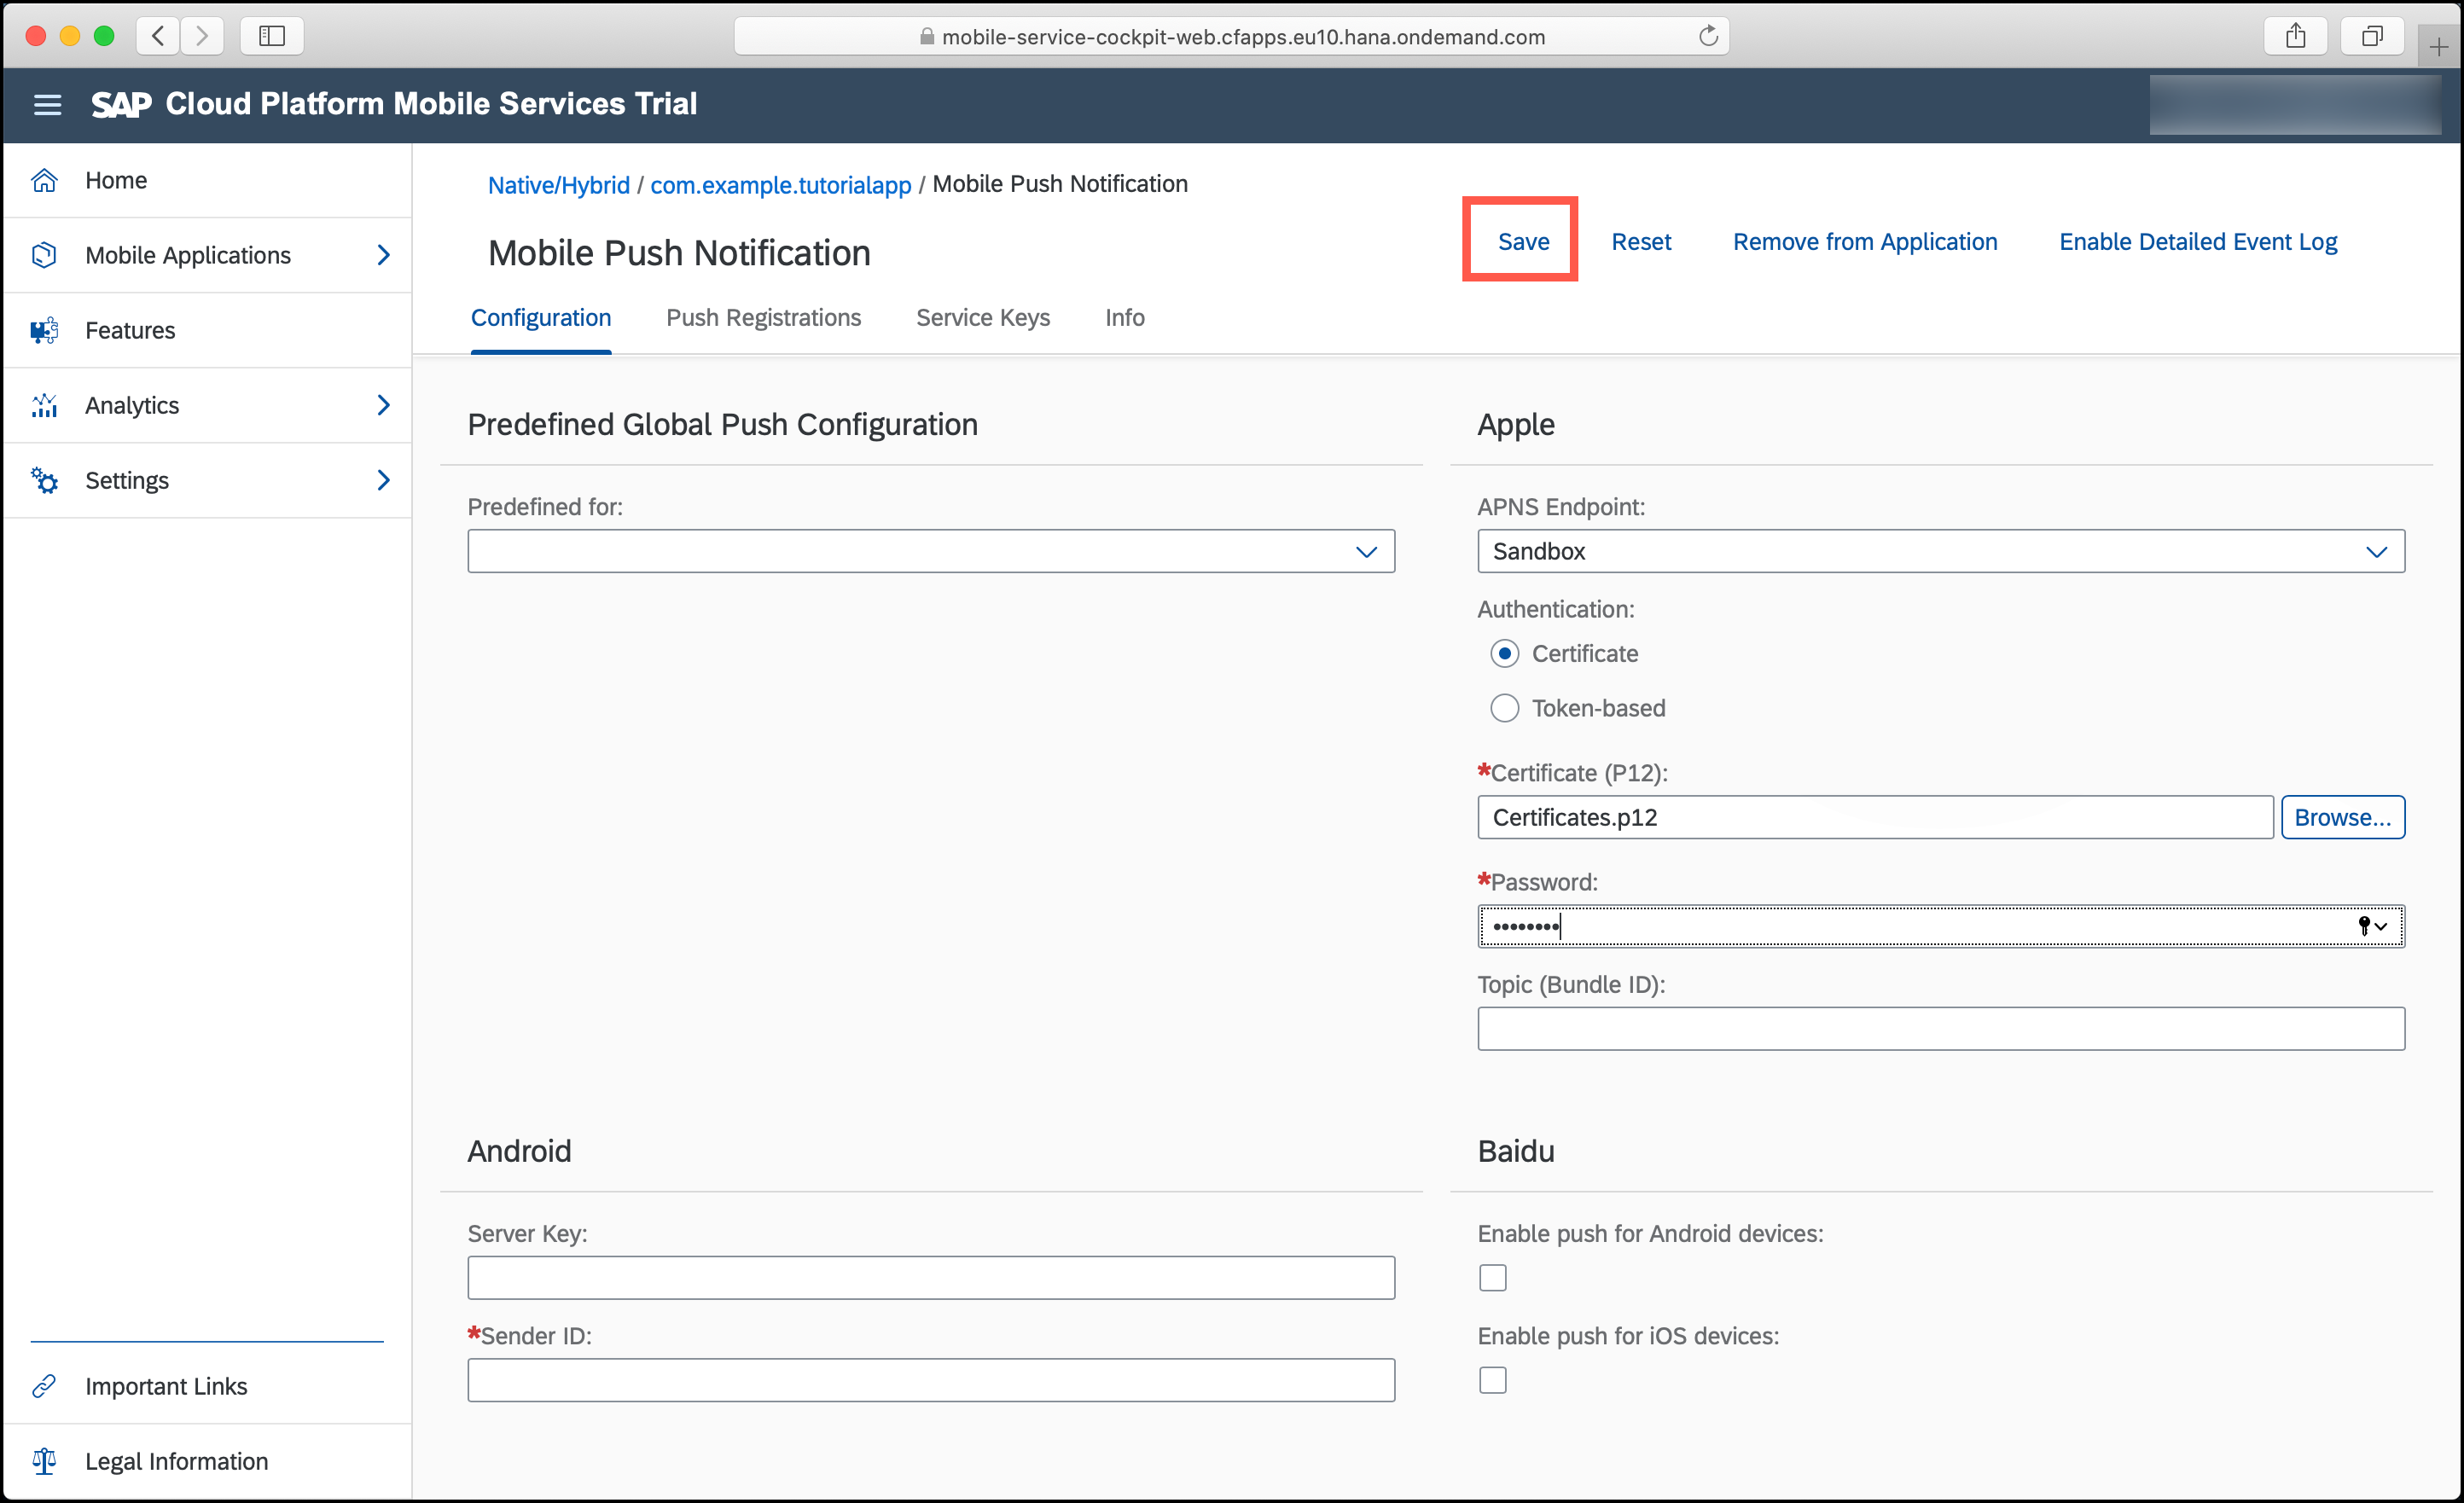 mobile-service-cockpit-web.cfapps.eu10.hana.ondemand.com
SAP Cloud Platform Mobile Services Trial
Home
Mobile Applications
Features
Analytics
Settings
Important Links
Legal Information
Native/Hybrid / com.example.tutorialapp / Mobile Push Notification
Mobile Push Notification
Save Reset Remove from Application Enable Detailed Event Log
Configuration Push Registrations Service Keys Info
Predefined Global Push Configuration
Predefined for:
Apple
APNS Endpoint:
Sandbox
Authentication:
Certificate
Token-based
*Certificate (P12):
Certificates.p12 Browse...
*Password:
••••••••
Topic (Bundle ID):
Android
Server Key:
*Sender ID:
Baidu
Enable push for Android devices:
Enable push for iOS devices: